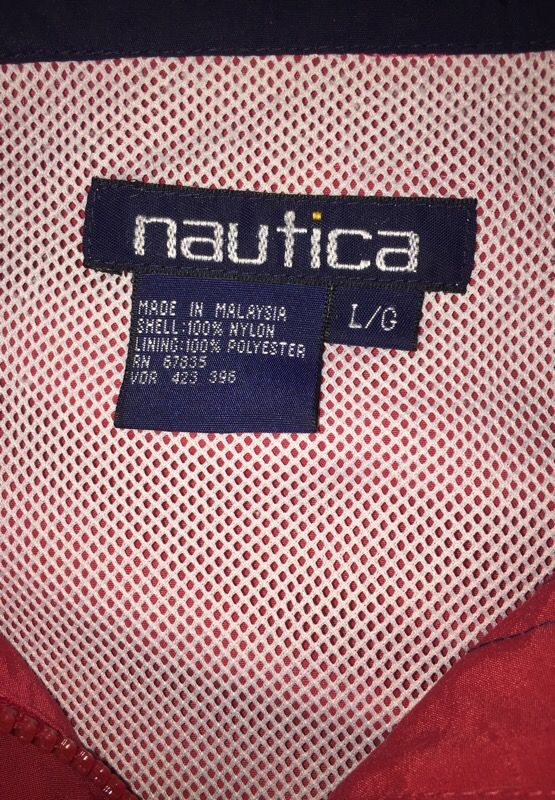 nautica
L/G
MADE IN MALAYSIA
SHELL:100% NYLON
LINING:100% POLYESTER
RN 67835
VDR 423 396